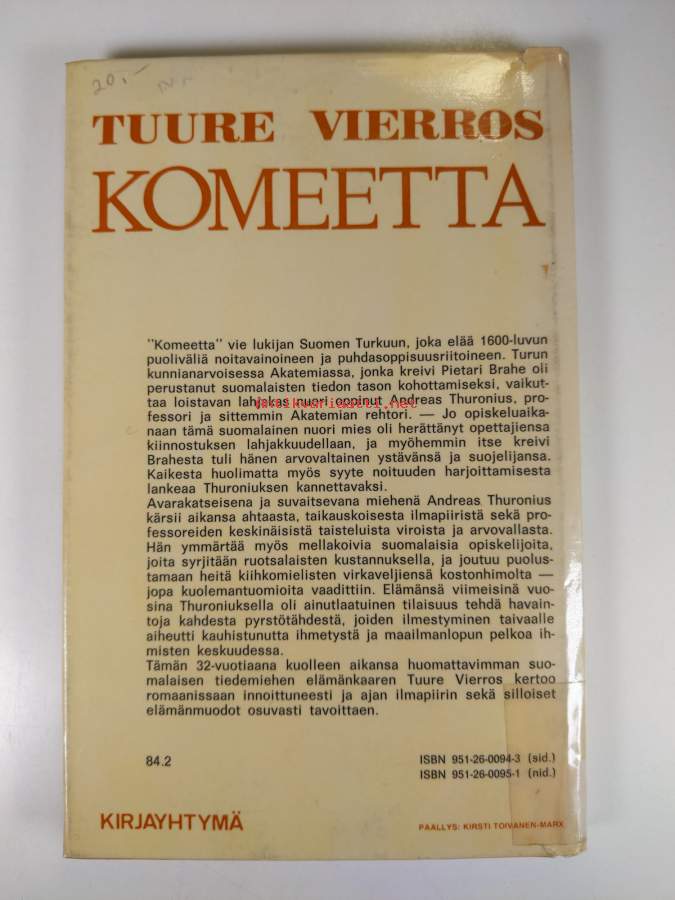 20.-
TUURE VIERROS
KOMEETTA
"Komeetta" vie lukijan Suomen Turkuun, joka elää 1600-luvun
puoliväliä noitavainoineen ja puhdasoppisuusriitoineen. Turun
kunnianarvoisessa Akatemiassa, jonka kreivi Pietari Brahe oli
perustanut suomalaisten tiedon tason kohottamiseksi, vaikut-
taa loistavan lahjakas nuori oppinut Andreas Thuronius, pro-
antikvariaatti.net
fessori ja sittemmin Akatemian rehtori. — Jo opiskeluaika-
naan tämä suomalainen nuori mies oli herättänyt opettajiensa
kiinnostuksen lahjakkuudellaan, ja myöhemmin itse kreivi
Brahesta tuli hänen arvovaltainen ystävänsä ja suojelijansa.
Kaikesta huolimatta myös syyte noituuden harjoittamisesta
lankeaa Thuroniuksen kannettavaksi.
Avarakatseisena ja suvaitsevana miehenä Andreas Thuronius
kärsii aikansa ahtaasta, taikauskoisesta ilmapiiristä sekä pro-
fessoreiden keskinäisistä taisteluista viroista ja arvovallasta.
Hän ymmärtää myös mellakoivia suomalaisia opiskelijoita,
joita syrjitään ruotsalaisten kustannuksella, ja joutuu puolus-
tamaan heitä kiihkomielisten virkaveljiensä kostonhimolta —
jopa kuolemantuomioita vaadittiin. Elämänsä viimeisinä vuo-
sina Thuroniuksella oli ainutlaatuinen tilaisuus tehdä havain-
toja kahdesta pyrstötähdestä, joiden ilmestyminen taivaalle
aiheutti kauhistunutta ihmetystä ja maailmanlopun pelkoa ih-
misten keskuudessa.
Tämän 32-vuotiaana kuolleen aikansa huomattavimman suo-
malaisen tiedemiehen elämänkaaren Tuure Vierros kertoo
romaanissaan innoittuneesti ja ajan ilmapiirin sekä silloiset
elämänmuodot osuvasti tavoittaen.
84.2
ISBN 951-26-0094-3 (sid.)
ISBN 951-26-0095-1 (nid.)
KIRJAYHTYMÄ
PÄÄLLYS: KIRSTI TOIVANEN-MARX